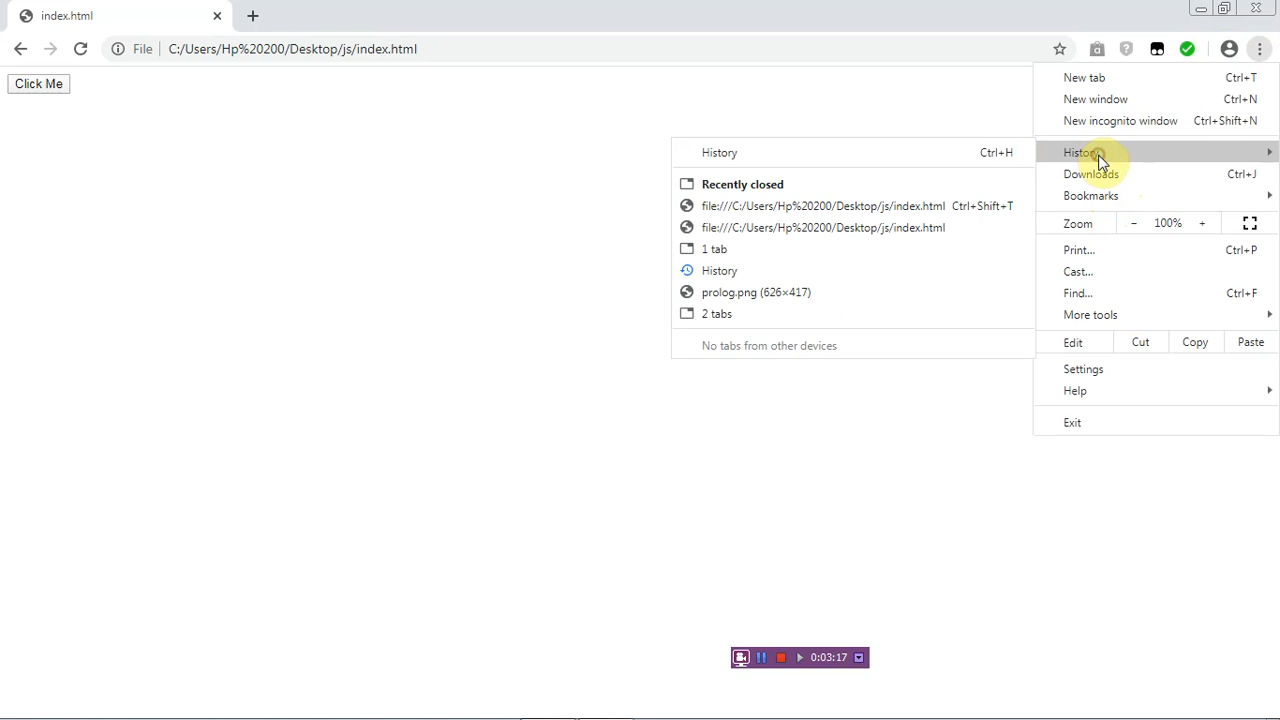 index.html
File C:/Users/Hp%20200/Desktop/js/index.html
Click Me
New tab Ctrl+T
New window Ctrl+N
New incognito window Ctrl+Shift+N
History
Downloads Ctrl+J
Bookmarks
Zoom - 100% +
Print... Ctrl+P
Cast...
Find... Ctrl+F
More tools
Edit Cut Copy Paste
Settings
Help
Exit
History Ctrl+H
Recently closed
file:///C:/Users/Hp%20200/Desktop/js/index.html Ctrl+Shift+T
file:///C:/Users/Hp%20200/Desktop/js/index.html
1 tab
History
prolog.png (626×417)
2 tabs
No tabs from other devices
0:03:17